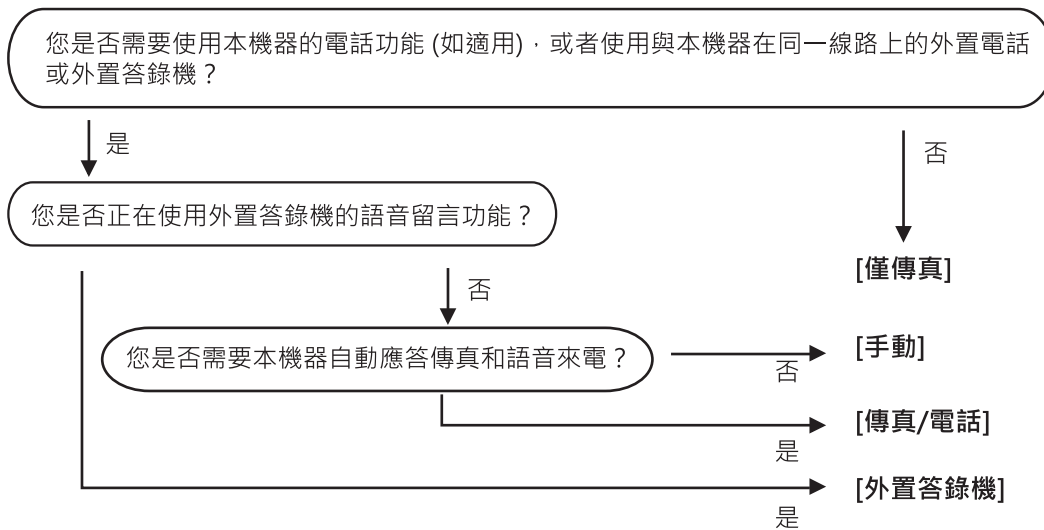 您是否需要使用本機器的電話功能 (如適用)，或者使用與本機器在同一線路上的外置電話
或外置答錄機？
是
否
您是否正在使用外置答錄機的語音留言功能？
[僅傳真]
否
您是否需要本機器自動應答傳真和語音來電？
[手動]
否
[傳真/電話]
是
[外置答錄機]
是